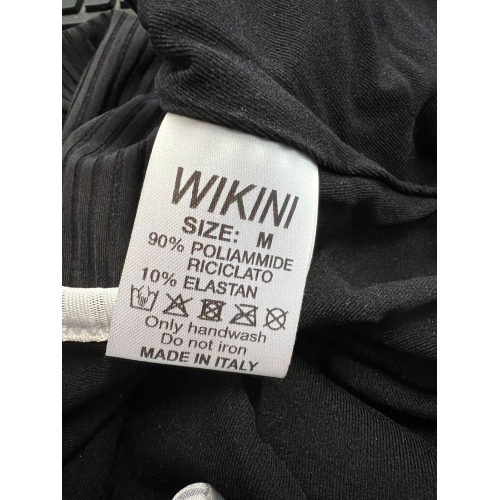 WIKINI
SIZE: M
90% POLIAMMIDE
RICICLATO
10% ELASTAN
Only handwash
Do not iron
MADE IN ITALY